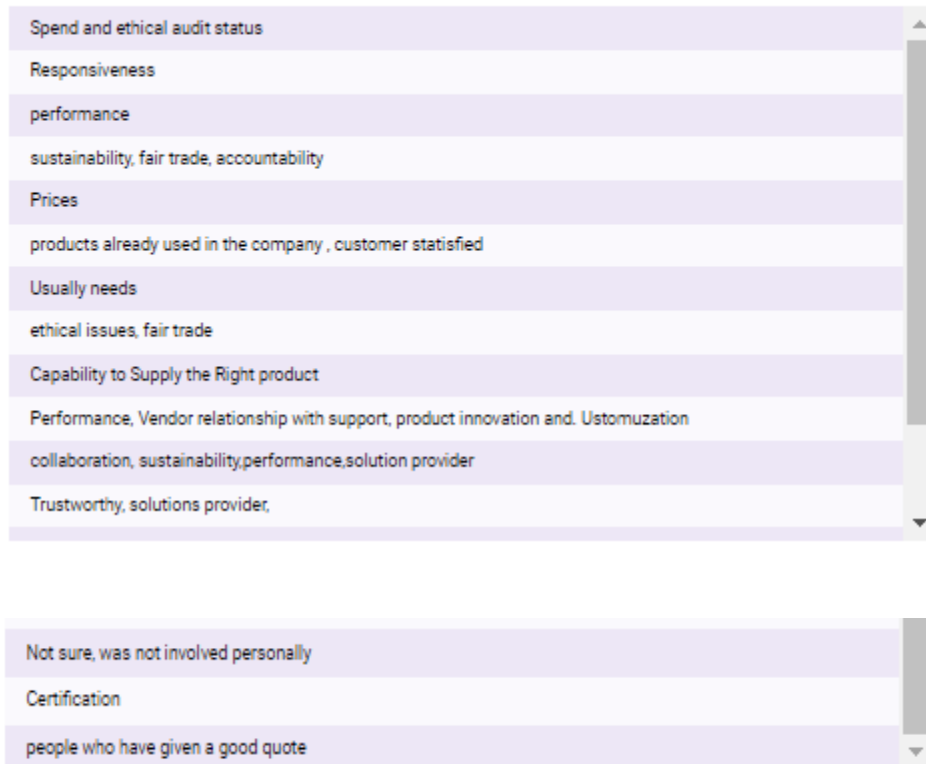 Spend and ethical audit status
Responsiveness
performance
sustainability, fair trade, accountability
Prices
products already used in the company , customer statisfied
Usually needs
ethical issues, fair trade
Capability to Supply the Right product
Performance, Vendor relationship with support, product innovation and. Ustomuzation
collaboration, sustainability,performance,solution provider
Trustworthy, solutions provider,
Not sure, was not involved personally
Certification
people who have given a good quote